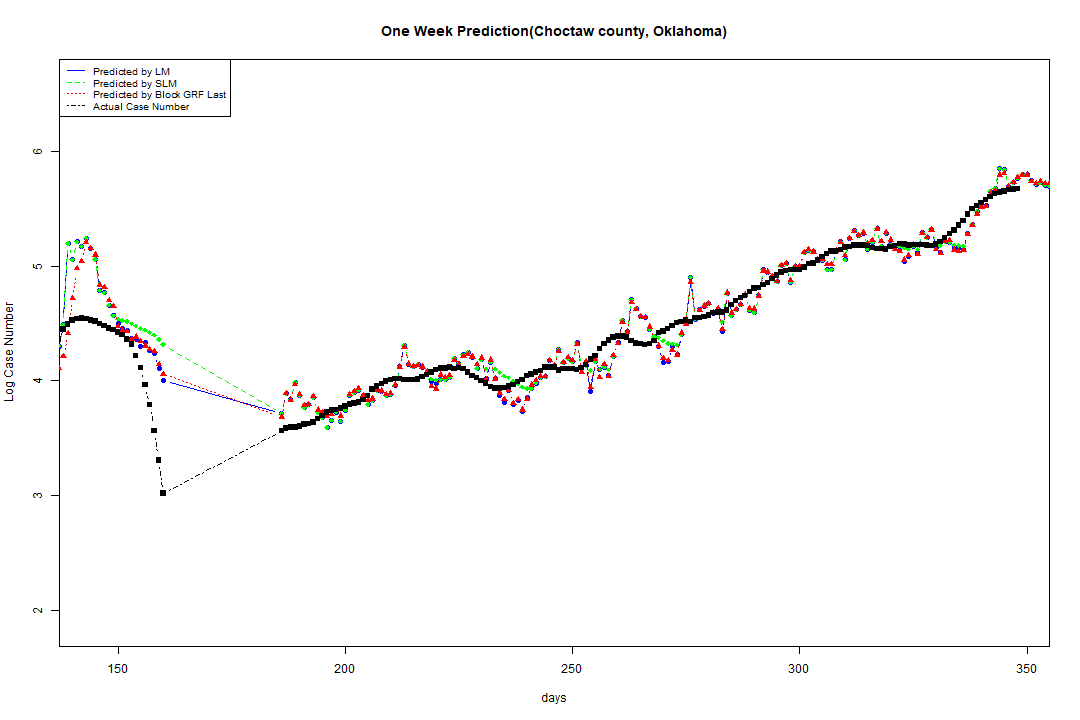 One Week Prediction(Choctaw county, Oklahoma)
Predicted by LM
Predicted by SLM
Predicted by Block GRF Last
Actual Case Number
6
5
4
3
2
Log Case Number
150 200 250 300 350
days